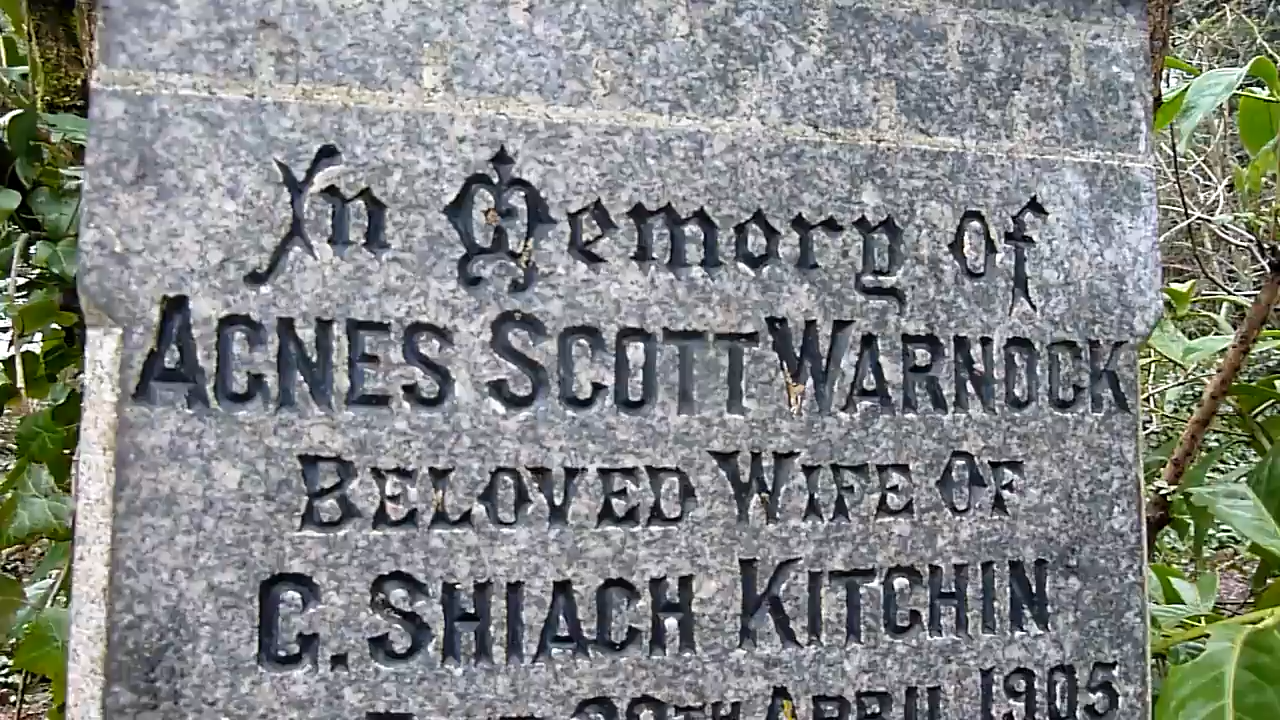 In Memory of
AGNES SCOTT WARNOCK
BELOVED WIFE OF
G. SHIACH KITCHIN
APRIL 1905